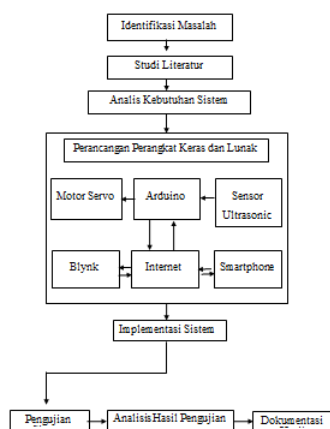 Identifikasi Masalah
Studi Literatur
Analis Kebutuhan Sistem
Perancangan Perangkat Keras dan Lunak
Motor Servo
Arduino
Sensor
Ultrasonic
Blynk
Internet
Smartphone
Implementasi Sistem
Pengujian
Analisis Hasil Pengujian
Dokumentasi